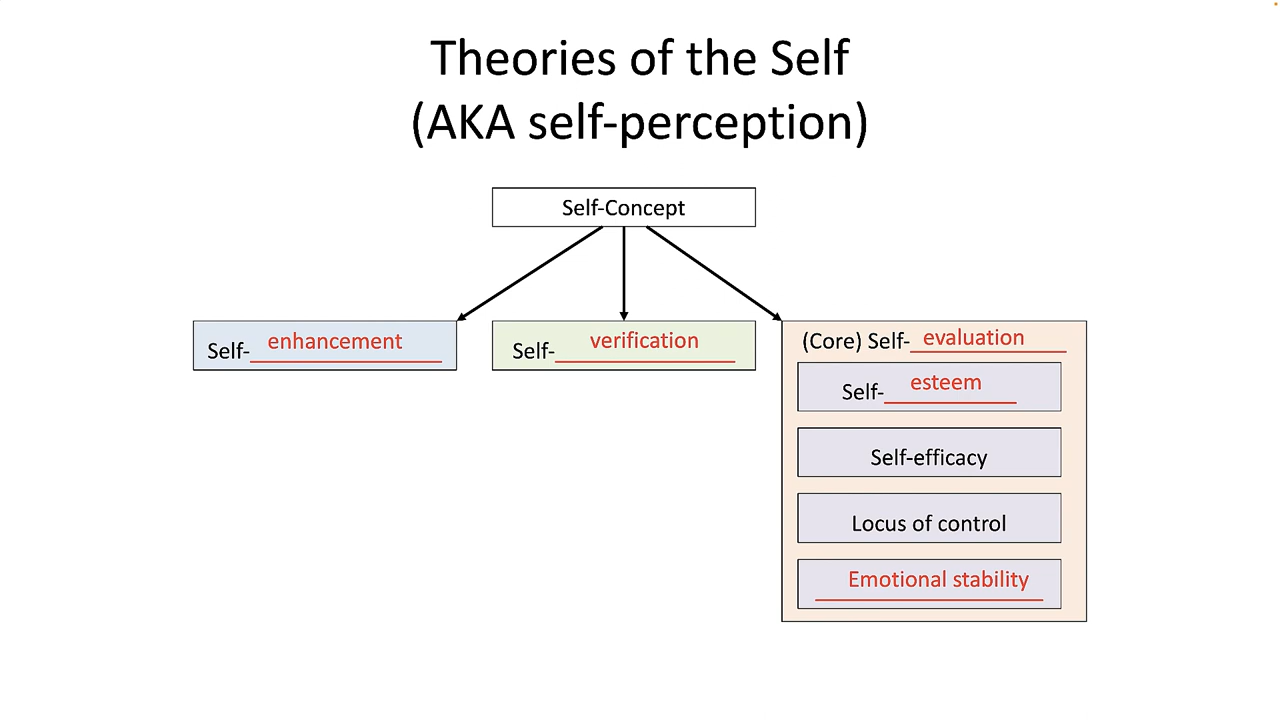 Theories of the Self
(AKA self-perception)
Self-Concept
Self-enhancement
Self-verification
(Core) Self-evaluation
Self-esteem
Self-efficacy
Locus of control
Emotional stability